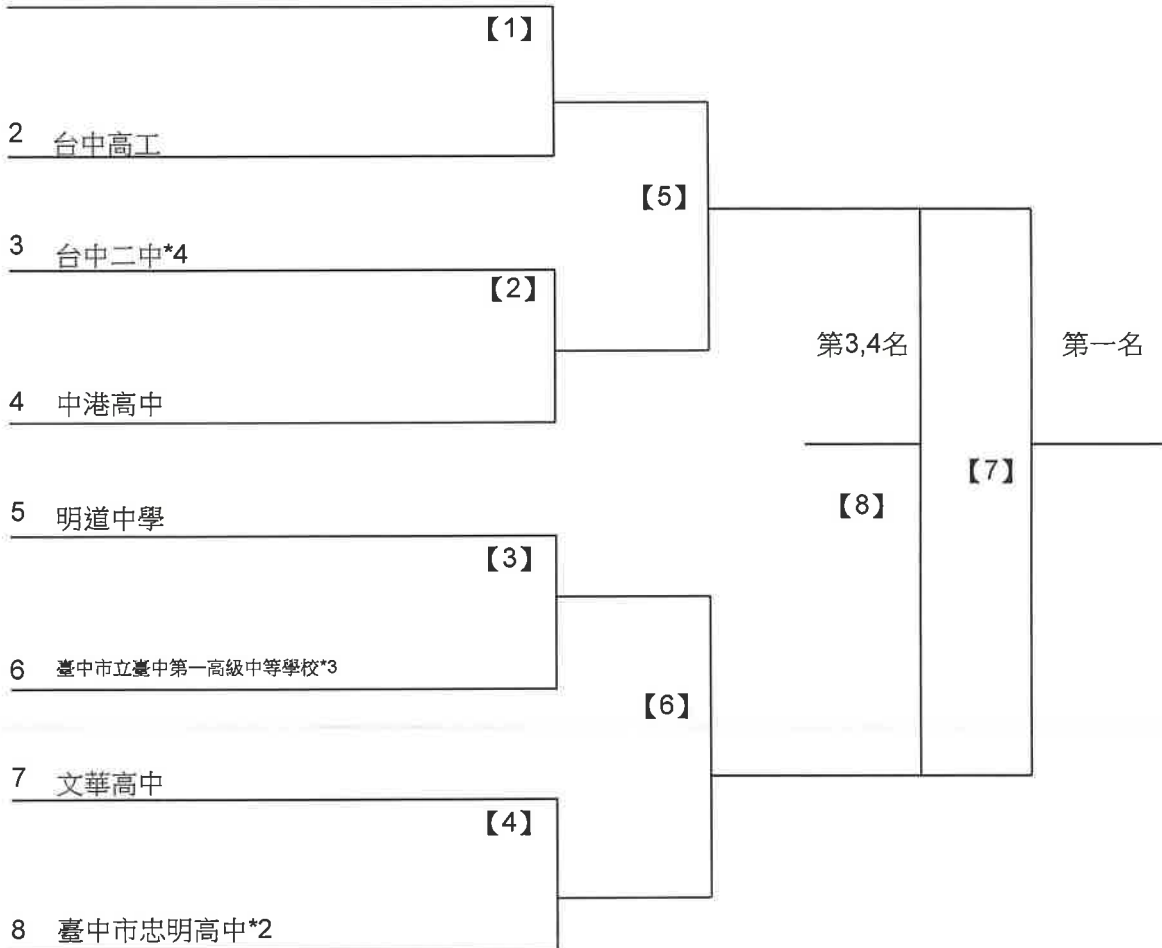 【1】
2 台中高工
【5】
3 台中二中*4
【2】
第3,4名
第一名
4 中港高中
【7】
【8】
5 明道中學
【3】
6 臺中市立臺中第一高級中等學校*3
【6】
7 文華高中
【4】
8 臺中市忠明高中*2